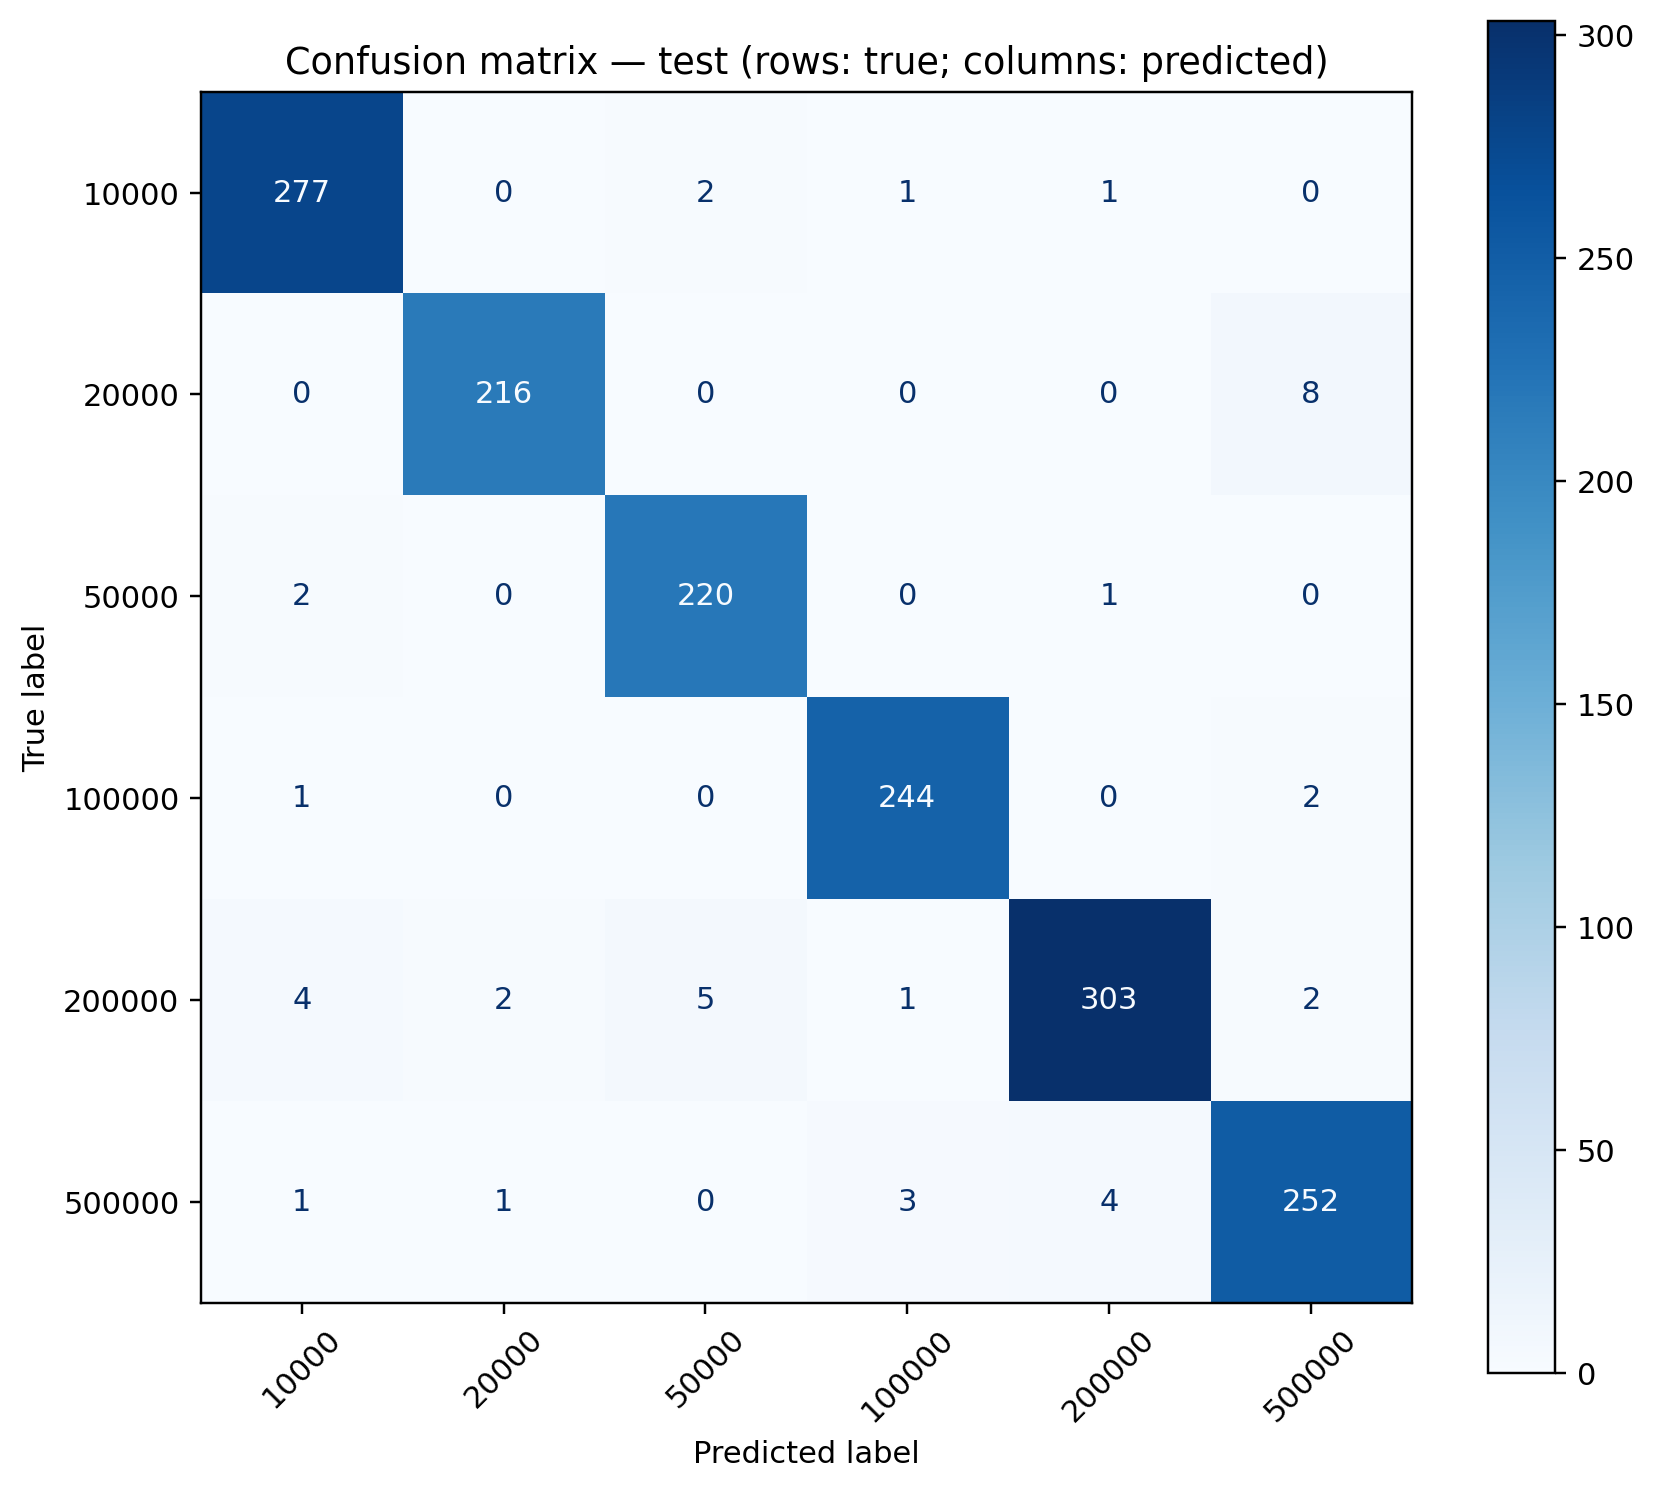 Confusion matrix — test (rows: true; columns: predicted)
10000 277 0 2 1 1 0
20000 0 216 0 0 0 8
50000 2 0 220 0 1 0
100000 1 0 0 244 0 2
200000 4 2 5 1 303 2
500000 1 1 0 3 4 252
10000 20000 50000 100000 200000 500000
True label
Predicted label
300
250
200
150
100
50
0